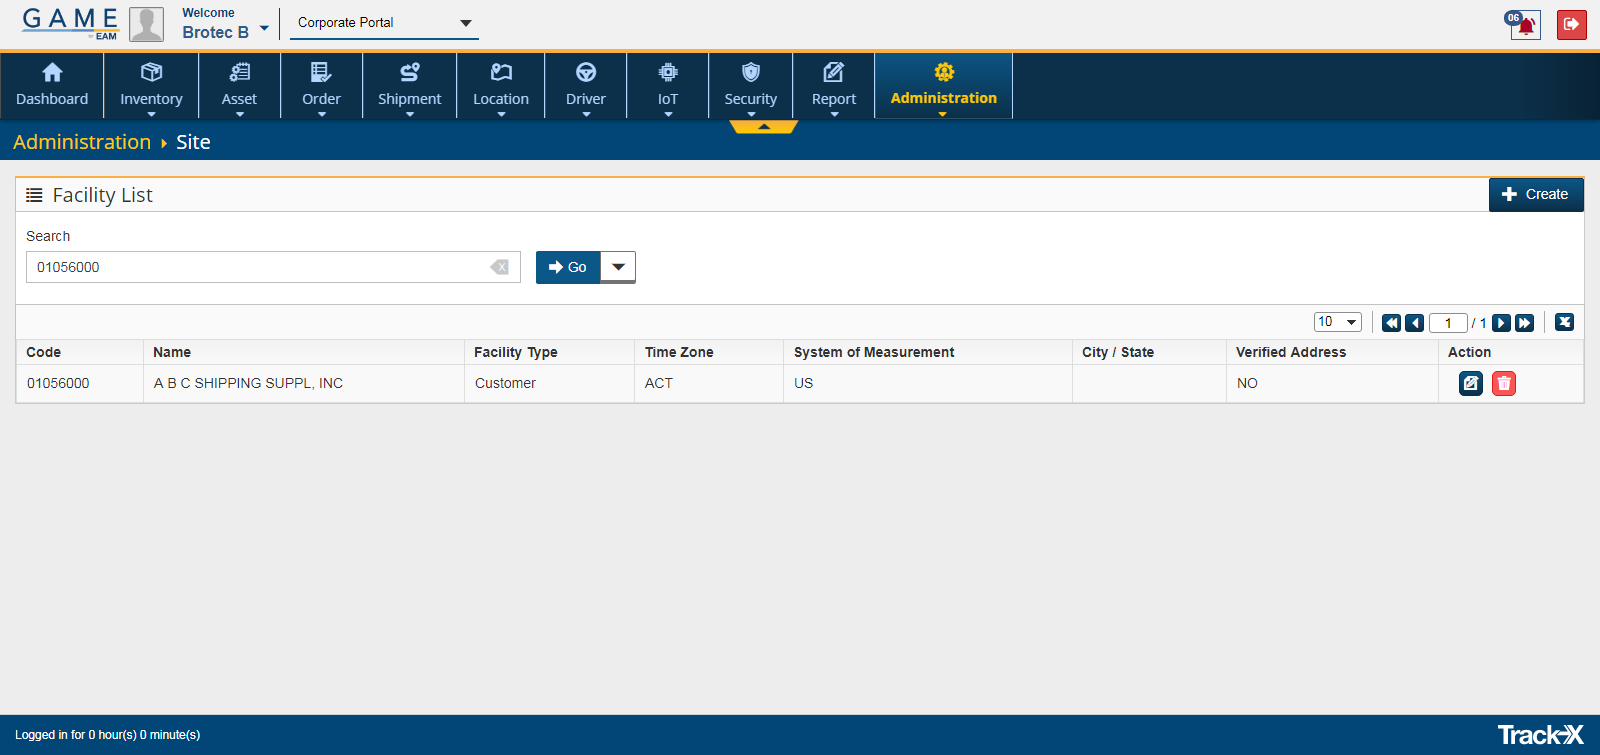 GAME
BY EAM
Welcome
Brotec B
Corporate Portal
06
Dashboard
Inventory
Asset
Order
Shipment
Location
Driver
IoT
Security
Report
Administration
Administration Site
Facility List
Create
Search
01056000
X
Go
10
1 / 1
Code Name Facility Type Time Zone System of Measurement City / State Verified Address Action
01056000 A B C SHIPPING SUPPL, INC Customer ACT US NO
Logged in for 0 hour(s) 0 minute(s)
Track-X